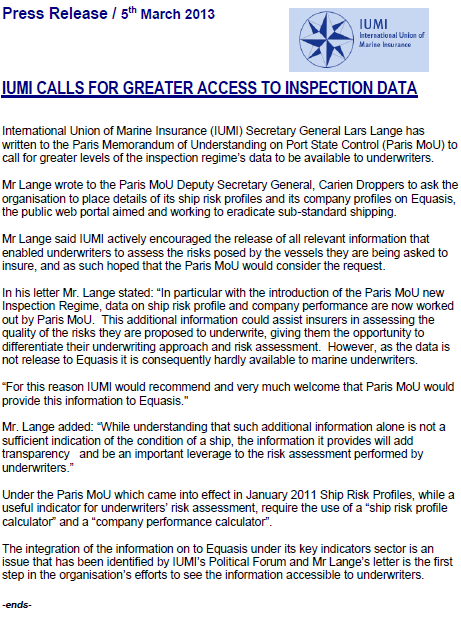 Press Release / 5th March 2013
IUMI
International Union of
Marine Insurance
IUMI CALLS FOR GREATER ACCESS TO INSPECTION DATA
International Union of Marine Insurance (IUMI) Secretary General Lars Lange has
written to the Paris Memorandum of Understanding on Port State Control (Paris MoU) to
call for greater levels of the inspection regime's data to be available to underwriters.
Mr Lange wrote to the Paris MoU Deputy Secretary General, Carien Droppers to ask the
organisation to place details of its ship risk profiles and its company profiles on Equasis,
the public web portal aimed and working to eradicate sub-standard shipping.
Mr Lange said IUMI actively encouraged the release of all relevant information that
enabled underwriters to assess the risks posed by the vessels they are being asked to
insure, and as such hoped that the Paris MoU would consider the request.
In his letter Mr. Lange stated: "In particular with the introduction of the Paris MoU new
Inspection Regime, data on ship risk profile and company performance are now worked
out by Paris MoU.  This additional information could assist insurers in assessing the
quality of the risks they are proposed to underwrite, giving them the opportunity to
differentiate their underwriting approach and risk assessment.  However, as the data is
not release to Equasis it is consequently hardly available to marine underwriters.
"For this reason IUMI would recommend and very much welcome that Paris MoU would
provide this information to Equasis."
Mr. Lange added: "While understanding that such additional information alone is not a
sufficient indication of the condition of a ship, the information it provides will add
transparency   and be an important leverage to the risk assessment performed by
underwriters."
Under the Paris MoU which came into effect in January 2011 Ship Risk Profiles, while a
useful indicator for underwriters' risk assessment, require the use of a "ship risk profile
calculator" and a "company performance calculator".
The integration of the information on to Equasis under its key indicators sector is an
issue that has been identified by IUMI's Political Forum and Mr Lange's letter is the first
step in the organisation's efforts to see the information accessible to underwriters.
-ends-